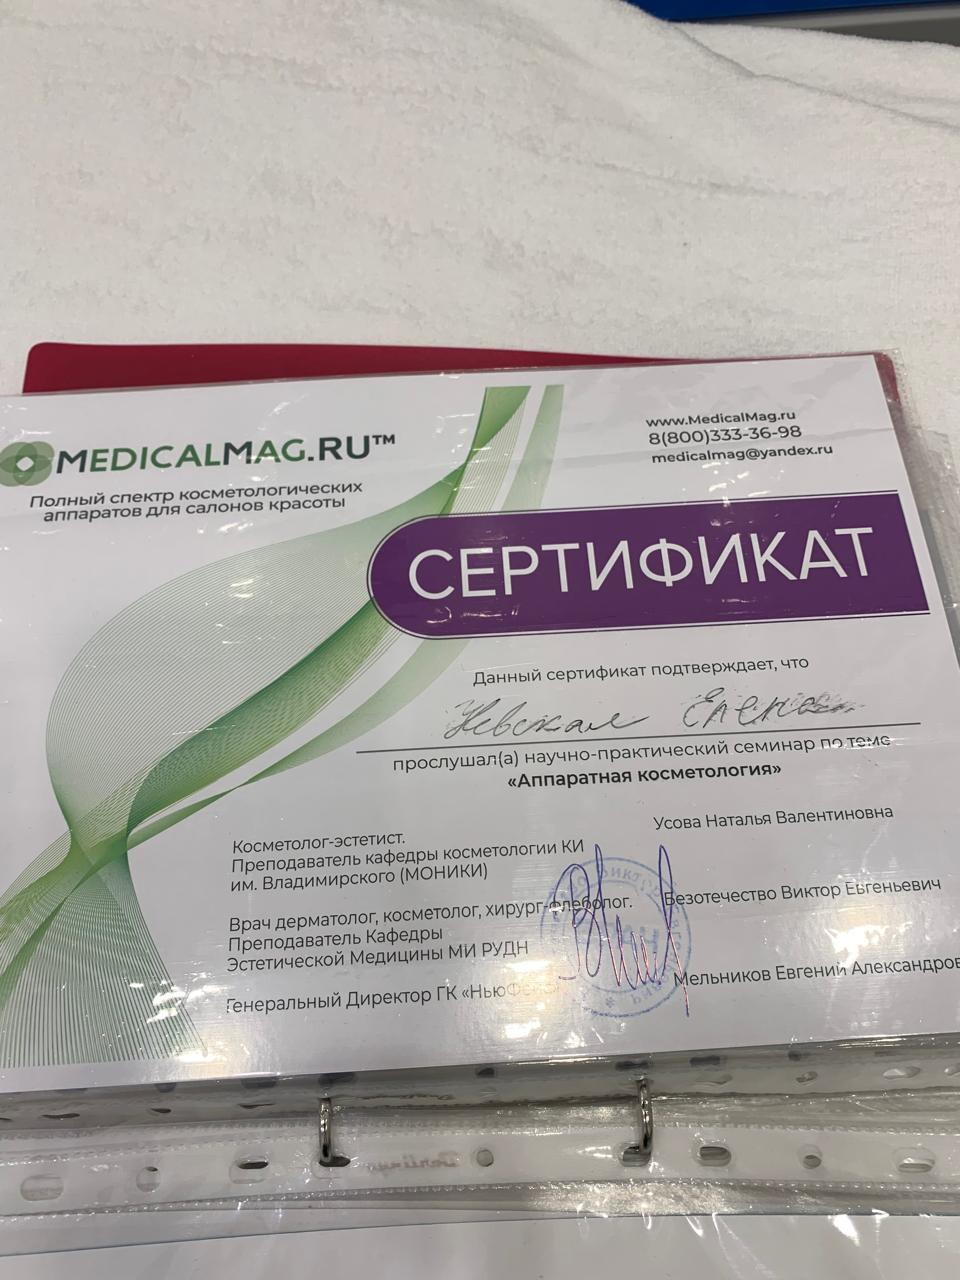 MEDICALMAG.RU™
Полный спектр косметологических
аппаратов для салонов красоты
www.MedicalMag.ru
8(800)333-36-98
medicalmag@yandex.ru
СЕРТИФИКАТ
Данный сертификат подтверждает, что
Невская Елена
прослушал(а) научно-практический семинар по теме
«Аппаратная косметология»
Косметолог-эстетист.
Преподаватель кафедры косметологии КИ
им. Владимирского (МОНИКИ)
Усова Наталья Валентиновна
Врач дерматолог, косметолог, хирург-флеболог.
Преподаватель Кафедры
Эстетической Медицины МИ РУДН
Безотечество Виктор Евгеньевич
Генеральный Директор ГК
Мельников Евгений Александров